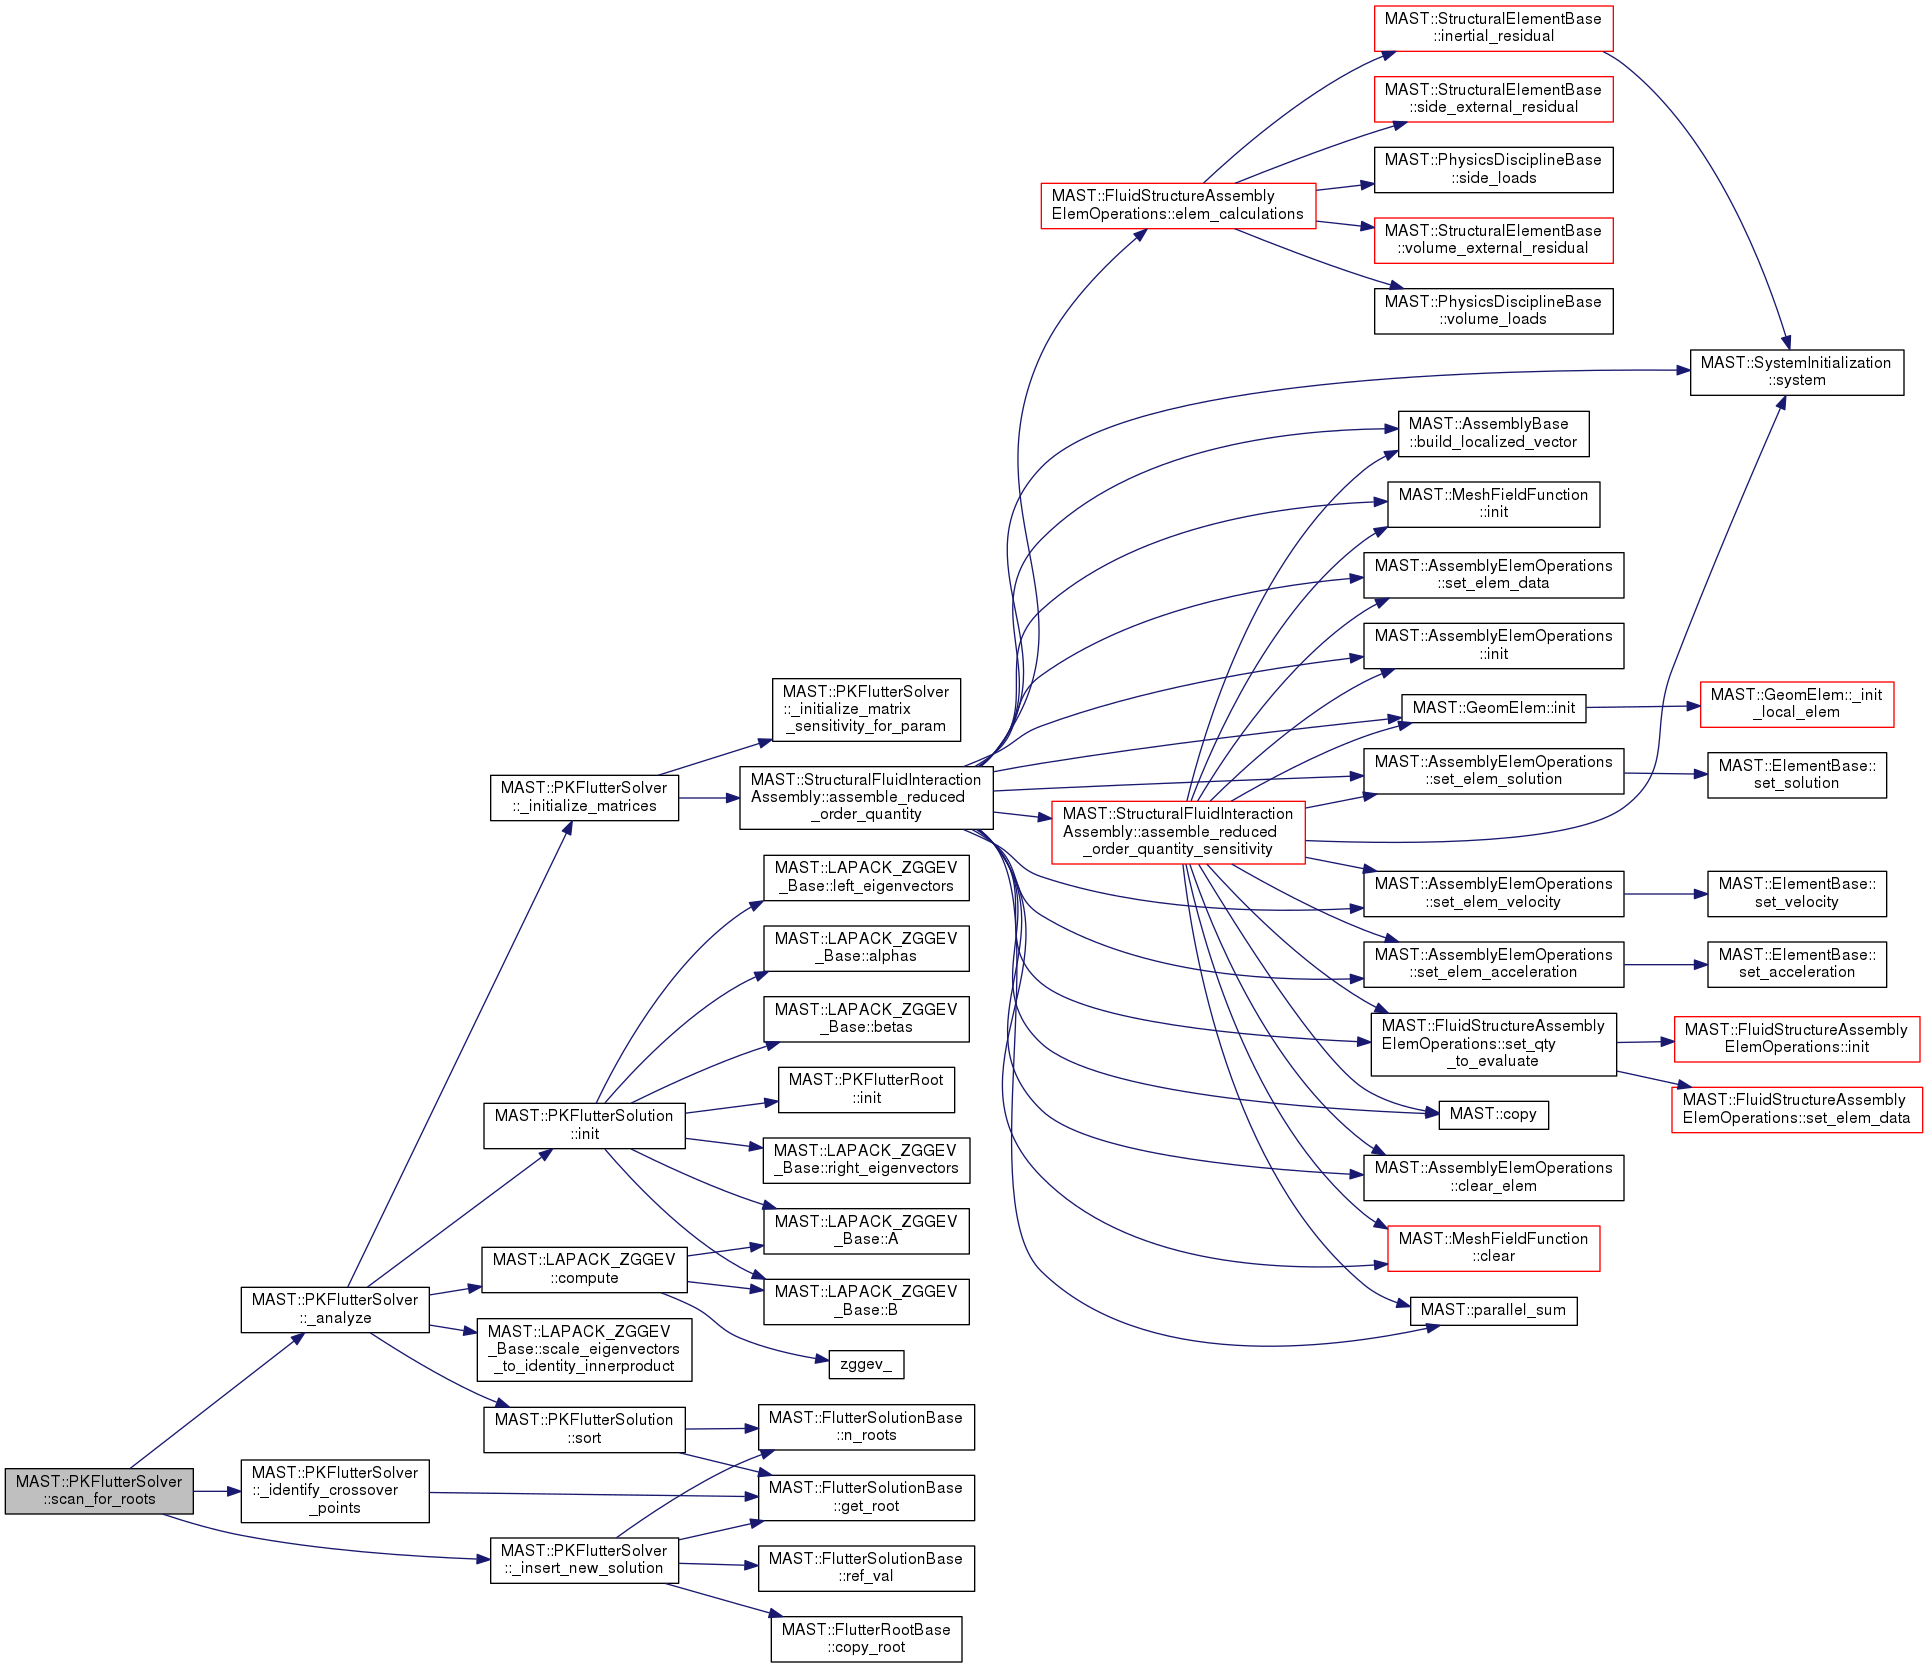 MAST::StructuralElementBase
::inertial_residual
MAST::StructuralElementBase
::side_external_residual
MAST::PhysicsDisciplineBase
::side_loads
MAST::FluidStructureAssembly
ElemOperations::elem_calculations
MAST::StructuralElementBase
::volume_external_residual
MAST::PhysicsDisciplineBase
::volume_loads
MAST::SystemInitialization
::system
MAST::AssemblyBase
::build_localized_vector
MAST::MeshFieldFunction
::init
MAST::AssemblyElemOperations
::set_elem_data
MAST::AssemblyElemOperations
::init
MAST::PKFlutterSolver
::_initialize_matrix
_sensitivity_for_param
MAST::GeomElem::init
MAST::GeomElem::_init
_local_elem
MAST::PKFlutterSolver
::_initialize_matrices
MAST::StructuralFluidInteraction
Assembly::assemble_reduced
_order_quantity
MAST::AssemblyElemOperations
::set_elem_solution
MAST::ElementBase::
set_solution
MAST::StructuralFluidInteraction
Assembly::assemble_reduced
_order_quantity_sensitivity
MAST::LAPACK_ZGGEV
_Base::left_eigenvectors
MAST::AssemblyElemOperations
::set_elem_velocity
MAST::ElementBase::
set_velocity
MAST::LAPACK_ZGGEV
_Base::alphas
MAST::AssemblyElemOperations
::set_elem_acceleration
MAST::ElementBase::
set_acceleration
MAST::LAPACK_ZGGEV
_Base::betas
MAST::FluidStructureAssembly
ElemOperations::set_qty
_to_evaluate
MAST::FluidStructureAssembly
ElemOperations::init
MAST::PKFlutterRoot
::init
MAST::FluidStructureAssembly
ElemOperations::set_elem_data
MAST::PKFlutterSolution
::init
MAST::copy
MAST::LAPACK_ZGGEV
_Base::right_eigenvectors
MAST::AssemblyElemOperations
::clear_elem
MAST::LAPACK_ZGGEV
_Base::A
MAST::MeshFieldFunction
::clear
MAST::LAPACK_ZGGEV
::compute
MAST::LAPACK_ZGGEV
_Base::B
MAST::parallel_sum
MAST::PKFlutterSolver
::_analyze
MAST::LAPACK_ZGGEV
_Base::scale_eigenvectors
_to_identity_innerproduct
zggev_
MAST::PKFlutterSolution
::sort
MAST::FlutterSolutionBase
::n_roots
MAST::PKFlutterSolver
::scan_for_roots
MAST::PKFlutterSolver
::_identify_crossover
_points
MAST::FlutterSolutionBase
::get_root
MAST::PKFlutterSolver
::_insert_new_solution
MAST::FlutterSolutionBase
::ref_val
MAST::FlutterRootBase
::copy_root